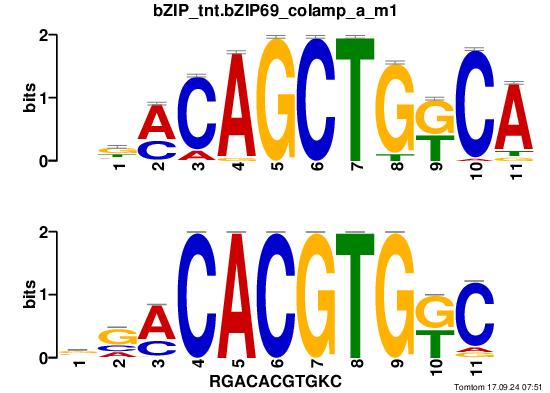 bZIP_tnt.bZIP69_colamp_a_m1
2
bits
1
0
ACAGCTGGCA
1 2 3 4 5 6 7 8 9 10 11
2
bits
1
0
GACACGTGGC
1 2 3 4 5 6 7 8 9 10 11
RGACACGTGKC
Tomtom 17.09.24 07:51